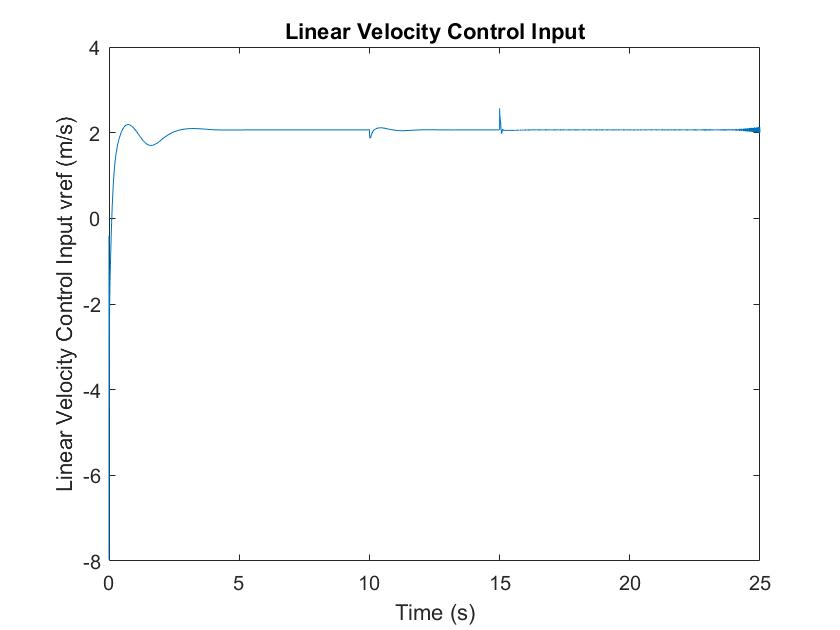 Linear Velocity Control Input
Linear Velocity Control Input vref (m/s)
4
2
0
-2
-4
-6
-8
0 5 10 15 20 25
Time (s)